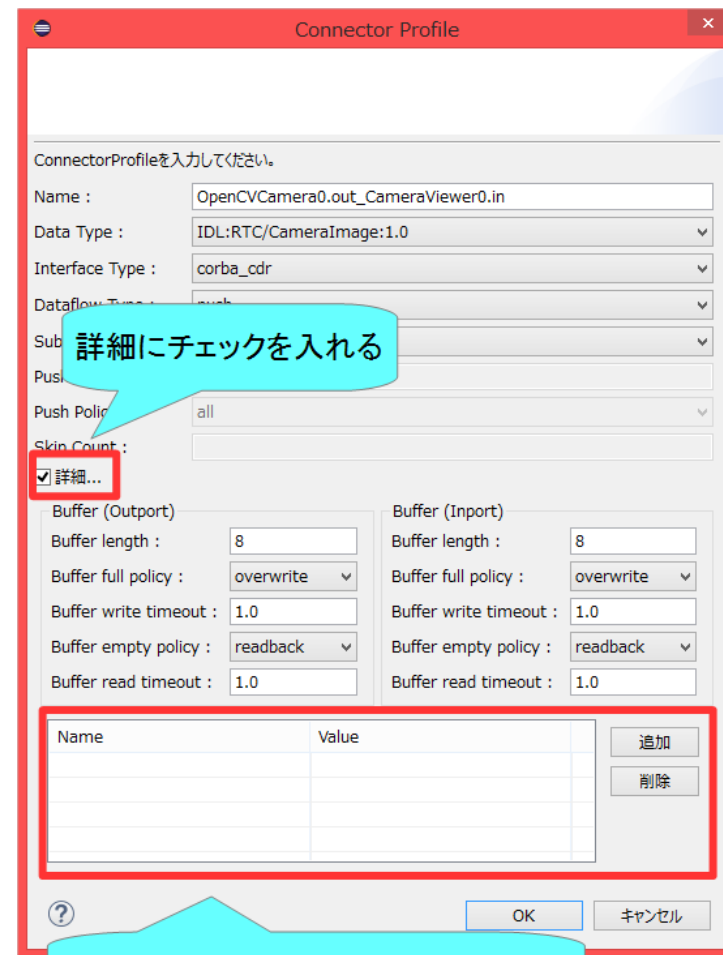 Connector Profile
ConnectorProfileを入力してください。
Name : OpenCVCamera0.out_CameraViewer0.in
Data Type : IDL:RTC/CameraImage:1.0
Interface Type : corba_cdr
Dataflow Type : push
Sub
詳細にチェックを入れる
Pus
Push Polic all
Skip Count :
詳細...
Buffer (Outport) Buffer (Inport)
Buffer length : 8 Buffer length : 8
Buffer full policy : overwrite Buffer full policy : overwrite
Buffer write timeout : 1.0 Buffer write timeout : 1.0
Buffer empty policy : readback Buffer empty policy : readback
Buffer read timeout : 1.0 Buffer read timeout : 1.0
Name Value 追加
削除
OK キャンセル